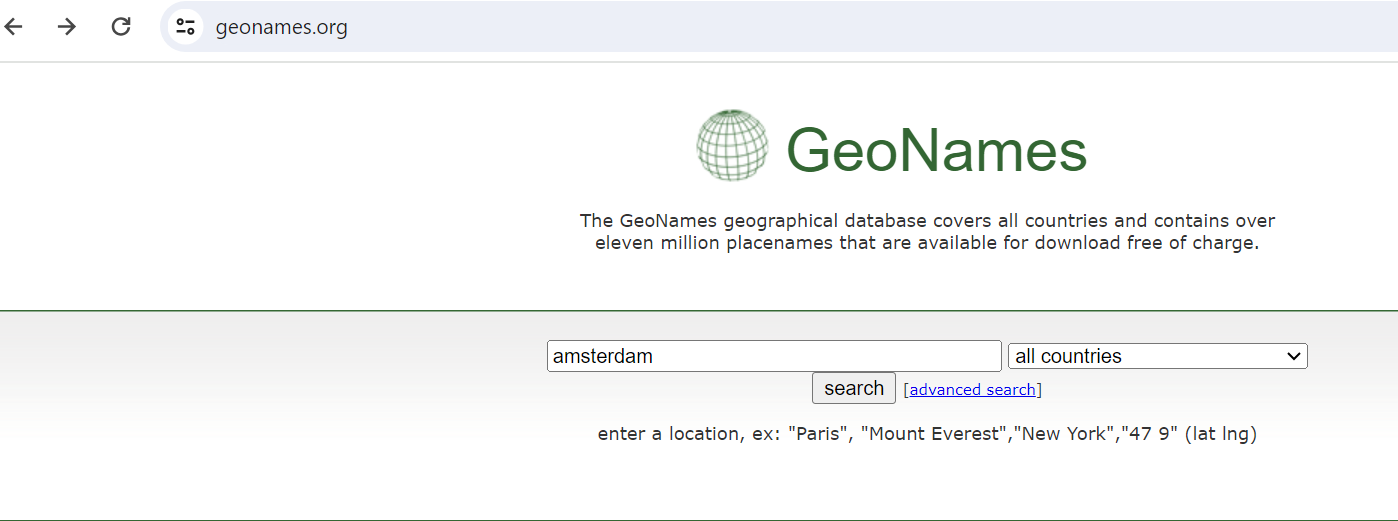 geonames.org
GeoNames
The GeoNames geographical database covers all countries and contains over
eleven million placenames that are available for download free of charge.
amsterdam all countries
search [advanced search]
enter a location, ex: "Paris", "Mount Everest","New York","47 9" (lat lng)